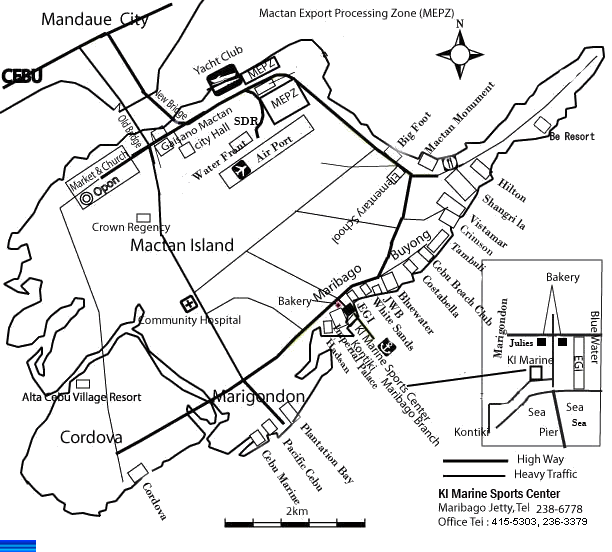 Mactan Export Processing Zone (MEPZ)
Mandaue City
N
CEBU
Yacht Club
MEPZ
New Bridge
Old Bridge
MEPZ
Gaisano Mactan
City Hall
SDR
Water Front
Air Port
Big Foot
Mactan Monument
Be Resort
Market & Church
Opon
Elementary School
Hilton
Shangri la
Vistamar
Crimson
Tambuli
Cebu Beach Club
Costabella
Crown Regency
Mactan Island
Buyong
Maribago
Bakery
Bluewater
JWB
White Sands
EGI
KI Marine Sports Center
Maribago Branch
Imperial Palace
Kontiki
Hadsan
Community Hospital
Alta Cebu Village Resort
Marigondon
Cordova
Plantation Bay
Pacific Cebu
Cebu Marine
Cordova
Bakery
Marigondon
Blue Water
Julies
EGI
KI Marine
Sea
Sea
Sea
Kontiki
Pier
High Way
Heavy Traffic
2km
KI Marine Sports Center
Maribago Jetty, Tel 238-6778
Office Tei : 415-5303, 236-3379